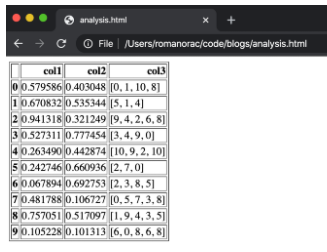 analysis.html
File | /Users/romanorac/code/blogs/analysis.html
col1 col2 col3
0 0.579586 0.403048 [0, 1, 10, 8]
1 0.670832 0.535344 [5, 1, 4]
2 0.941318 0.321249 [9, 4, 2, 6, 8]
3 0.527311 0.777454 [3, 4, 9, 0]
4 0.263490 0.442874 [10, 9, 2, 10]
5 0.242746 0.660936 [2, 7, 0]
6 0.067894 0.692753 [2, 3, 8, 5]
7 0.481788 0.106727 [0, 5, 7, 3, 8]
8 0.757051 0.517097 [1, 9, 4, 3, 5]
9 0.105228 0.101313 [6, 0, 8, 6, 8]